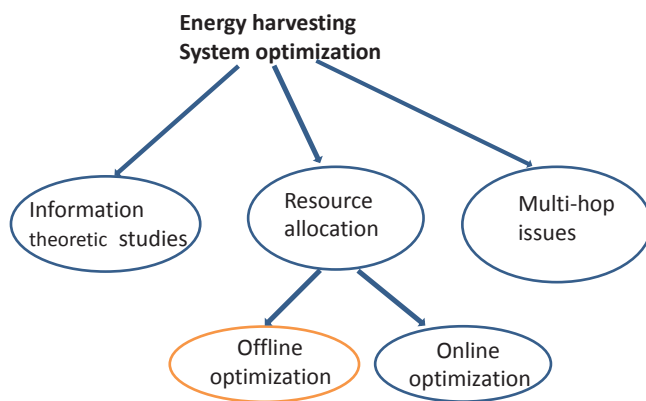 Energy harvesting
System optimization
Information
theoretic studies
Resource
allocation
Multi-hop
issues
Offline
optimization
Online
optimization